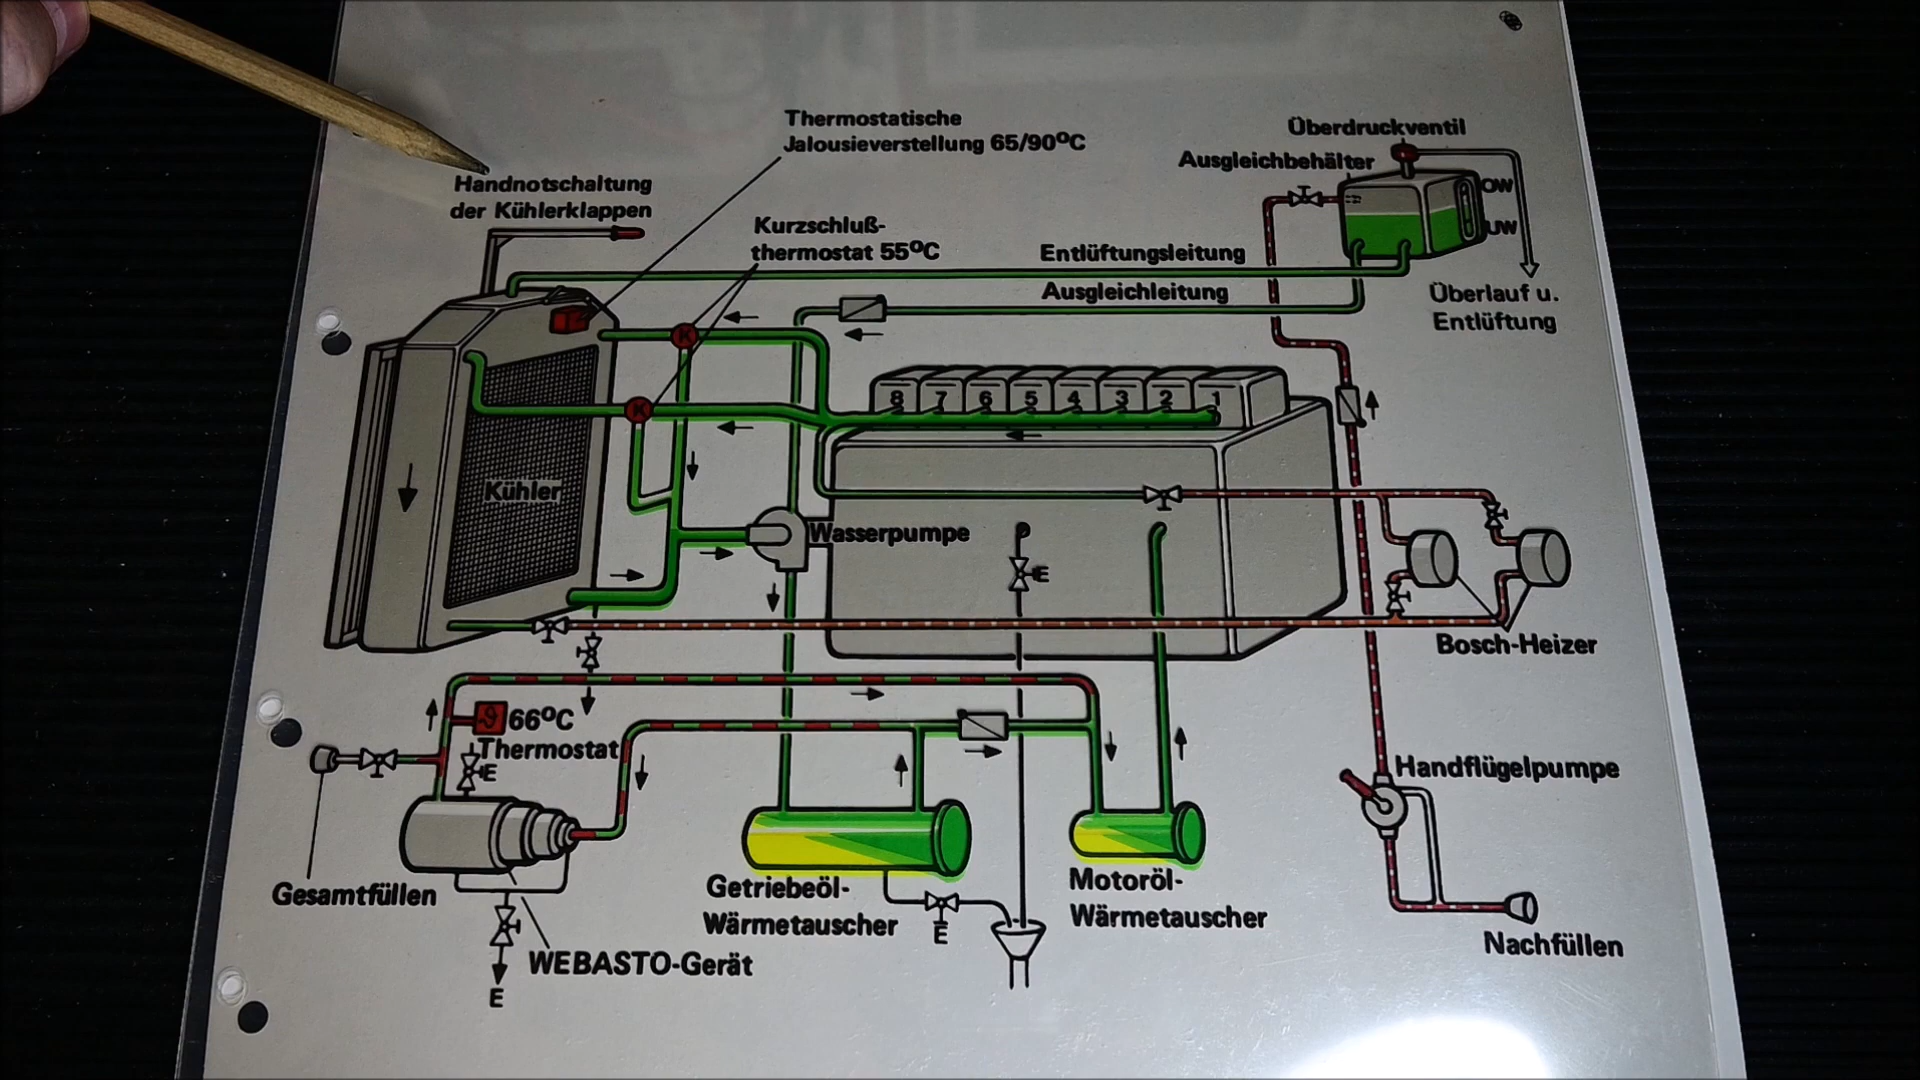 Thermostatische
Jalousieverstellung 65/90°C
Überdruckventil
Ausgleichbehälter
Handnotschaltung
der Kühlerklappen
OW
UW
Kurzschluß-
thermostat 55°C
Entlüftungsleitung
Ausgleichleitung
Überlauf u.
Entlüftung
K
K
8 7 6 5 4 3 2 1
Kühler
Wasserpumpe
E
Bosch-Heizer
66°C
Thermostat
E
Handflügelpumpe
Gesamtfüllen
Getriebeöl-
Wärmetauscher
Motoröl-
Wärmetauscher
E
Nachfüllen
WEBASTO-Gerät
E